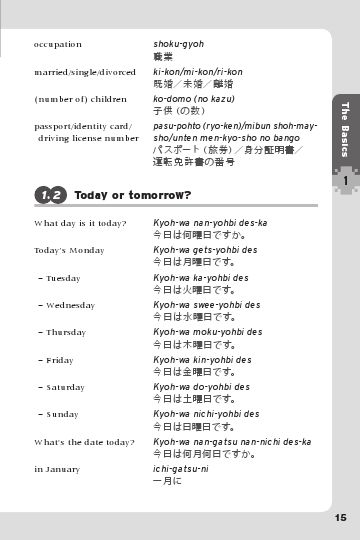 occupation shoku-gyoh
職業
married/single/divorced ki-kon/mi-kon/ri-kon
既婚／未婚／離婚
(number of) children ko-domo (no kazu)
子供 (の数)
passport/identity card/ pasu-pohto (ryo-ken)/mibun shoh-may-
driving license number sho/unten men-kyo-sho no bango
パスポート (旅券)／身分証明書／
運転免許書の番号
The Basics
1
1.2 Today or tomorrow?
What day is it today? Kyoh-wa nan-yohbi des-ka
今日は何曜日ですか。
Today's Monday Kyoh-wa gets-yohbi des
今日は月曜日です。
– Tuesday Kyoh-wa ka-yohbi des
今日は火曜日です。
– Wednesday Kyoh-wa swee-yohbi des
今日は水曜日です。
– Thursday Kyoh-wa moku-yohbi des
今日は木曜日です。
– Friday Kyoh-wa kin-yohbi des
今日は金曜日です。
– Saturday Kyoh-wa do-yohbi des
今日は土曜日です。
– Sunday Kyoh-wa nichi-yohbi des
今日は日曜日です。
What's the date today? Kyoh-wa nan-gatsu nan-nichi des-ka
今日は何月何日ですか。
in January ichi-gatsu-ni
一月に
15